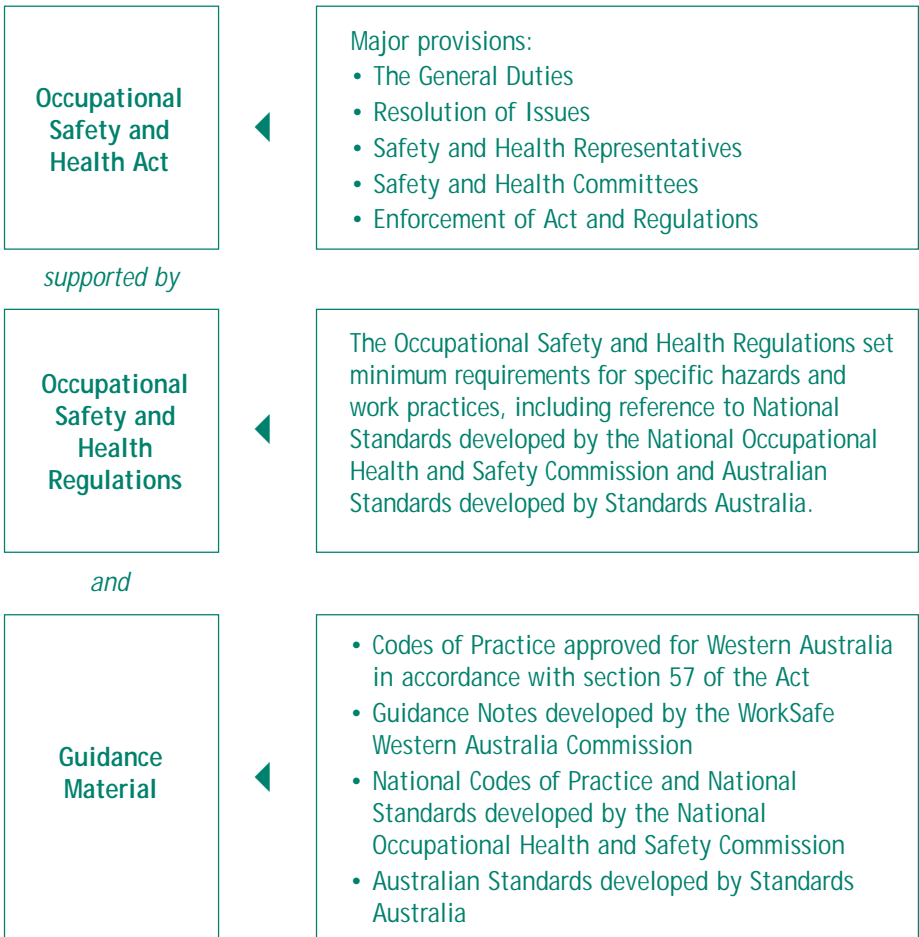 Occupational
Safety and
Health Act
Major provisions:
• The General Duties
• Resolution of Issues
• Safety and Health Representatives
• Safety and Health Committees
• Enforcement of Act and Regulations
supported by
Occupational
Safety and
Health
Regulations
The Occupational Safety and Health Regulations set
minimum requirements for specific hazards and
work practices, including reference to National
Standards developed by the National Occupational
Health and Safety Commission and Australian
Standards developed by Standards Australia.
and
Guidance
Material
• Codes of Practice approved for Western Australia
in accordance with section 57 of the Act
• Guidance Notes developed by the WorkSafe
Western Australia Commission
• National Codes of Practice and National
Standards developed by the National
Occupational Health and Safety Commission
• Australian Standards developed by Standards
Australia